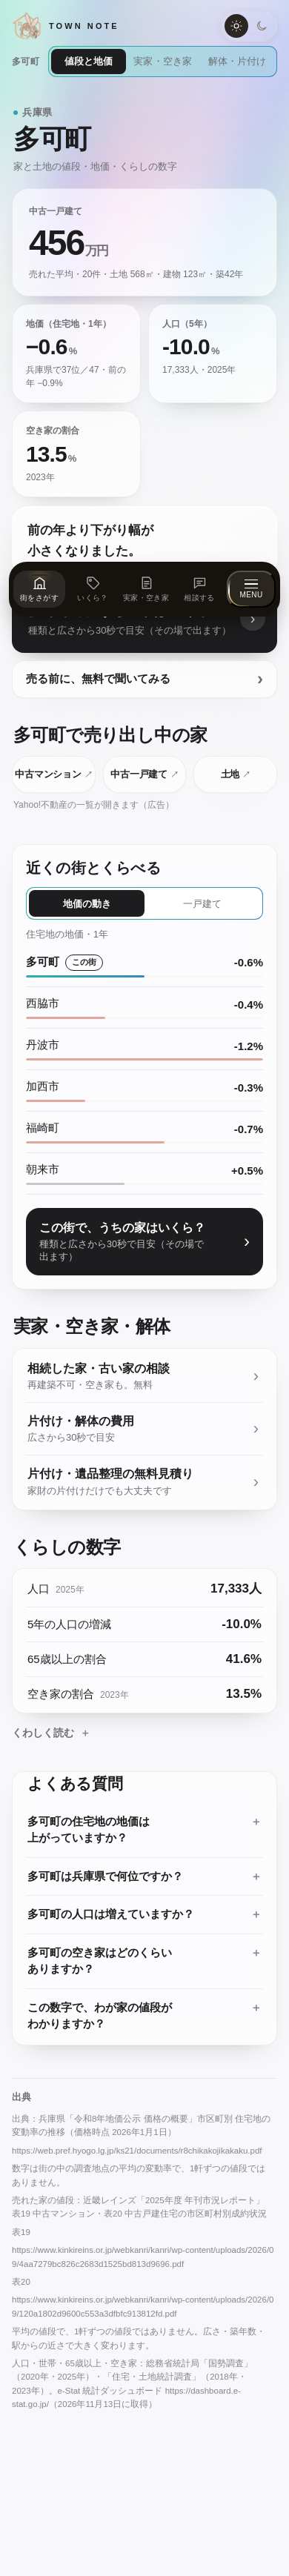 TOWN NOTE
多可町
値段と地価
実家・空き家
解体・片付け
兵庫県
多可町
家と土地の値段・地価・くらしの数字
中古一戸建て
456万円
売れた平均・20件・土地 568㎡・建物 123㎡・築42年
地価（住宅地・1年）
−0.6%
兵庫県で37位／47・前の
年 −0.9%
人口（5年）
-10.0%
17,333人・2025年
空き家の割合
13.5%
2023年
前の年より下がり幅が
小さくなりました。
街をさがす
いくら？
実家・空き家
相談する
MENU
種類と広さから30秒で目安（その場で出ます）
売る前に、無料で聞いてみる
多可町で売り出し中の家
中古マンション ↗
中古一戸建て ↗
土地 ↗
Yahoo!不動産の一覧が開きます（広告）
近くの街とくらべる
地価の動き
一戸建て
住宅地の地価・1年
多可町 この街 -0.6%
西脇市 -0.4%
丹波市 -1.2%
加西市 -0.3%
福崎町 -0.7%
朝来市 +0.5%
この街で、うちの家はいくら？
種類と広さから30秒で目安（その場で
出ます）
実家・空き家・解体
相続した家・古い家の相談
再建築不可・空き家も。無料
片付け・解体の費用
広さから30秒で目安
片付け・遺品整理の無料見積り
家財の片付けだけでも大丈夫です
くらしの数字
人口 2025年 17,333人
5年の人口の増減 -10.0%
65歳以上の割合 41.6%
空き家の割合 2023年 13.5%
くわしく読む +
よくある質問
多可町の住宅地の地価は
上がっていますか？ +
多可町は兵庫県で何位ですか？ +
多可町の人口は増えていますか？ +
多可町の空き家はどのくらい
ありますか？ +
この数字で、わが家の値段が
わかりますか？ +
出典
出典：兵庫県「令和8年地価公示 価格の概要」市区町別 住宅地の
変動率の推移（価格時点 2026年1月1日）
https://web.pref.hyogo.lg.jp/ks21/documents/r8chikakojikakaku.pdf
数字は街の中の調査地点の平均の変動率で、1軒ずつの値段では
ありません。
売れた家の値段：近畿レインズ「2025年度 年刊市況レポート」
表19 中古マンション・表20 中古戸建住宅の市区町村別成約状況
表19
https://www.kinkireins.or.jp/webkanri/kanri/wp-content/uploads/2026/0
9/4aa7279bc826c2683d1525bd813d9696.pdf
表20
https://www.kinkireins.or.jp/webkanri/kanri/wp-content/uploads/2026/0
9/120a1802d9600c553a3dfbfc913812fd.pdf
平均の値段で、1軒ずつの値段ではありません。広さ・築年数・
駅からの近さで大きく変わります。
人口・世帯・65歳以上・空き家：総務省統計局「国勢調査」
（2020年・2025年）・「住宅・土地統計調査」（2018年・
2023年）。e-Stat 統計ダッシュボード https://dashboard.e-
stat.go.jp/（2026年11月13日に取得）